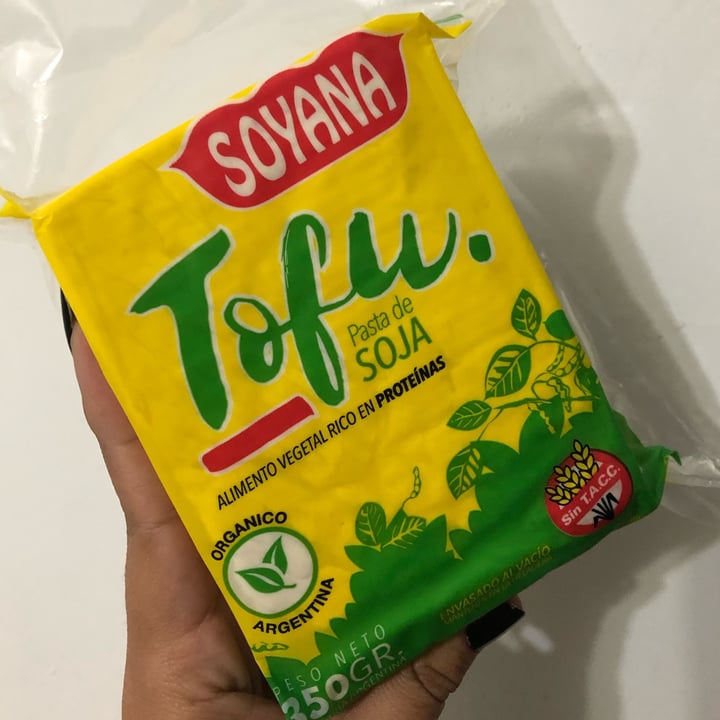 SOYANA
Tofu.
Pasta de
SOJA
ALIMENTO VEGETAL RICO EN PROTEÍNAS
ORGANICO
ARGENTINA
Sin T.A.C.C.
ENVASADO AL VACÍO
PESO NETO
350GR.